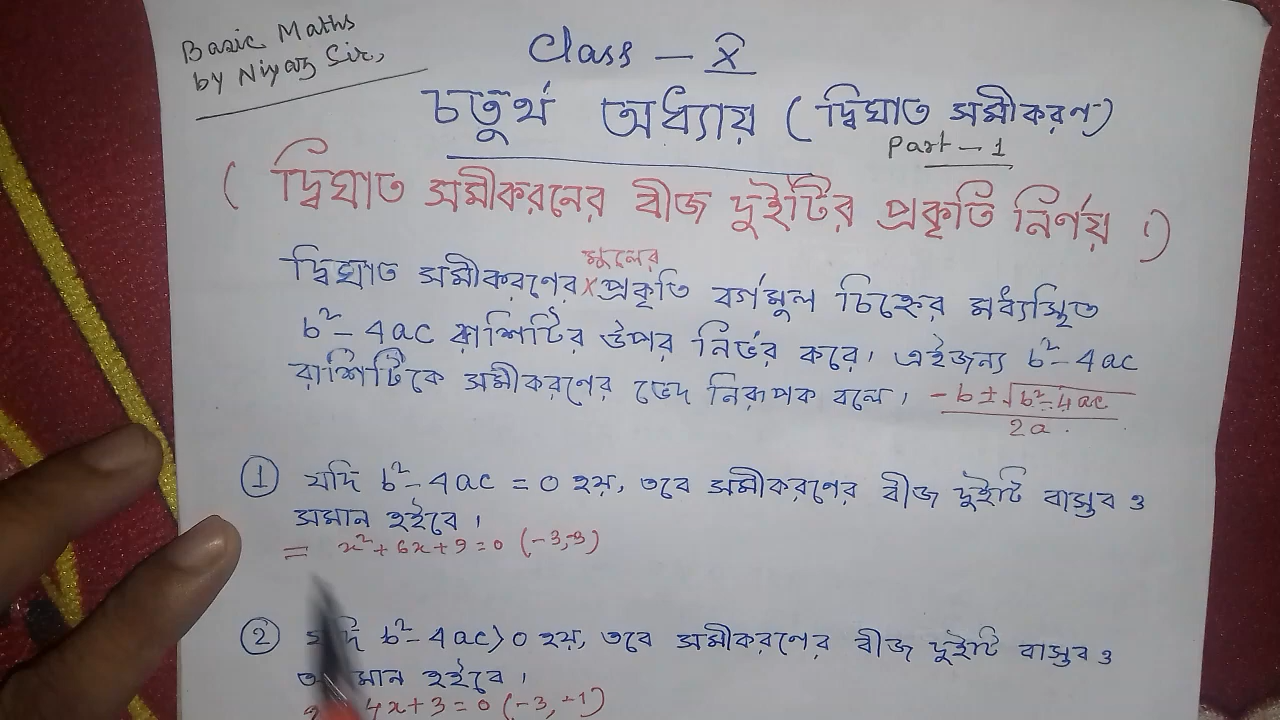 Basic Maths
by Niyaz Sir,
Class - X
চতুর্থ অধ্যায় (দ্বিঘাত সমীকরণ)
Part - 1
(দ্বিঘাত সমীকরনের বীজ দুইটির প্রকৃতি নির্ণয় ।)
মূলের
দ্বিঘাত সমীকরণের x প্রকৃতি বর্গমূল চিহ্নের মধ্যস্থিত
b² - 4ac রাশিটির উপর নির্ভর করে। এইজন্য b² - 4ac
রাশিটিকে সমীকরণের ভেদ নিরূপক বলে। -b ± √b² - 4ac
2a
① যদি b² - 4ac = 0 হয়, তবে সমীকরণের বীজ দুইটি বাস্তব ও
সমান হইবে।
= x² + 6x + 9 = 0 (-3, -3)
② যদি b² - 4ac > 0 হয়, তবে সমীকরণের বীজ দুইটি বাস্তব ও
হইবে।
4x + 3 = 0 (-3, -1)